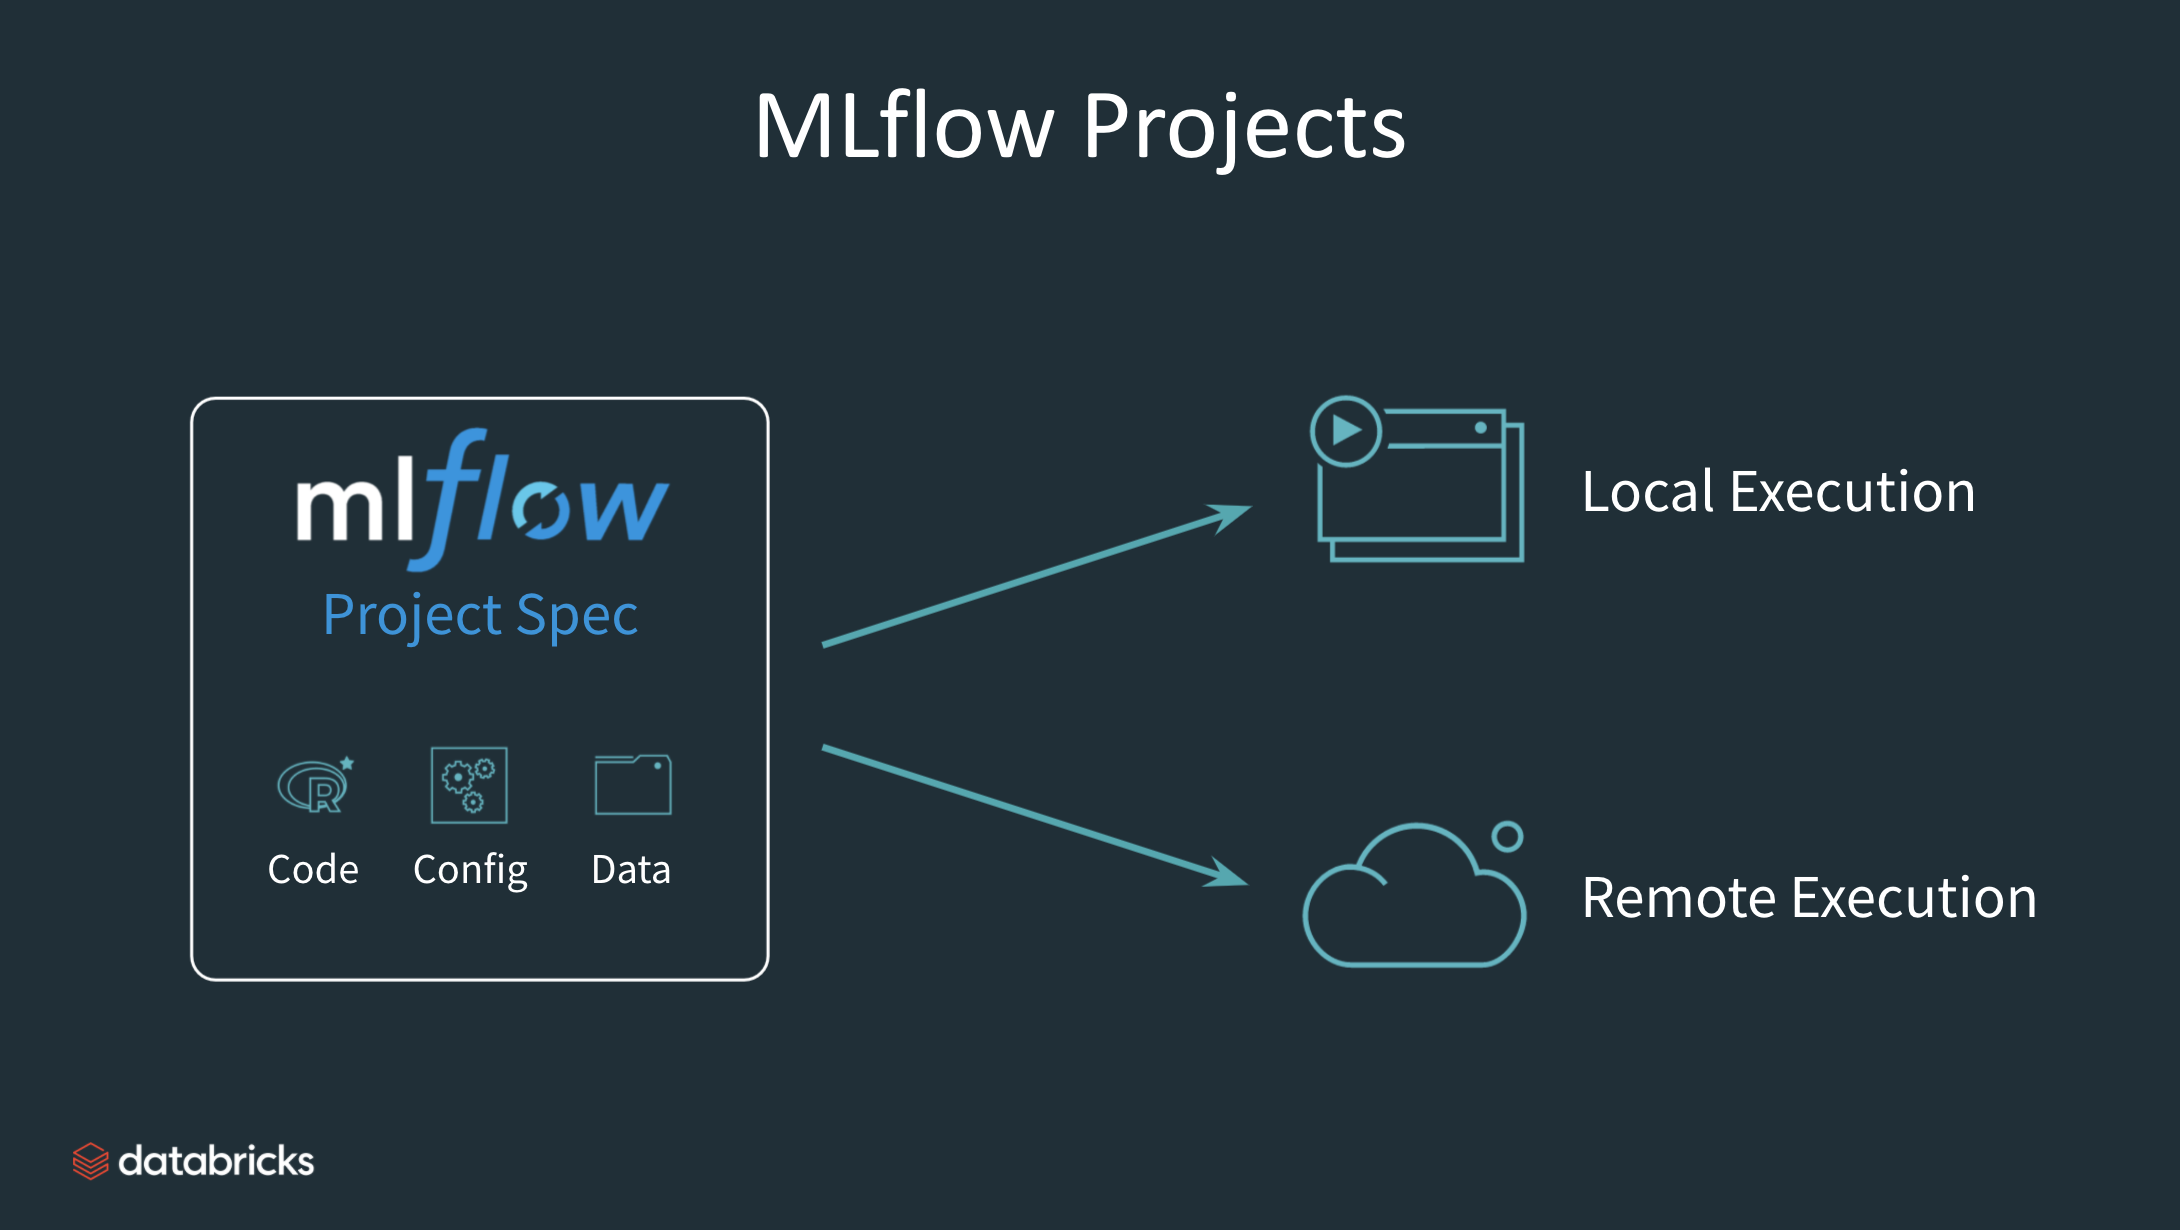 MLflow Projects
mlflow
Project Spec
R
Code Config Data
Local Execution
Remote Execution
databricks